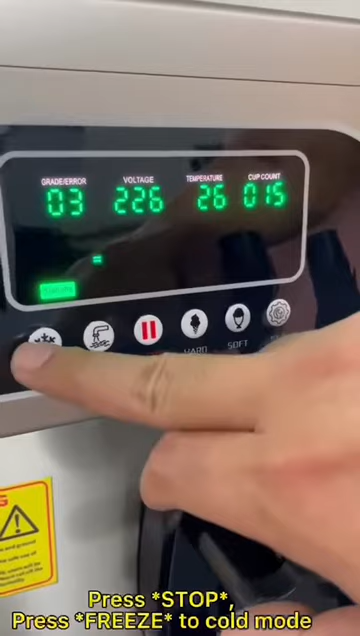 GRADE/ERROR VOLTAGE TEMPERATURE CUP COUNT
03 226 26 015
HARD SOFT
Press *STOP*,
Press *FREEZE* to cold mode